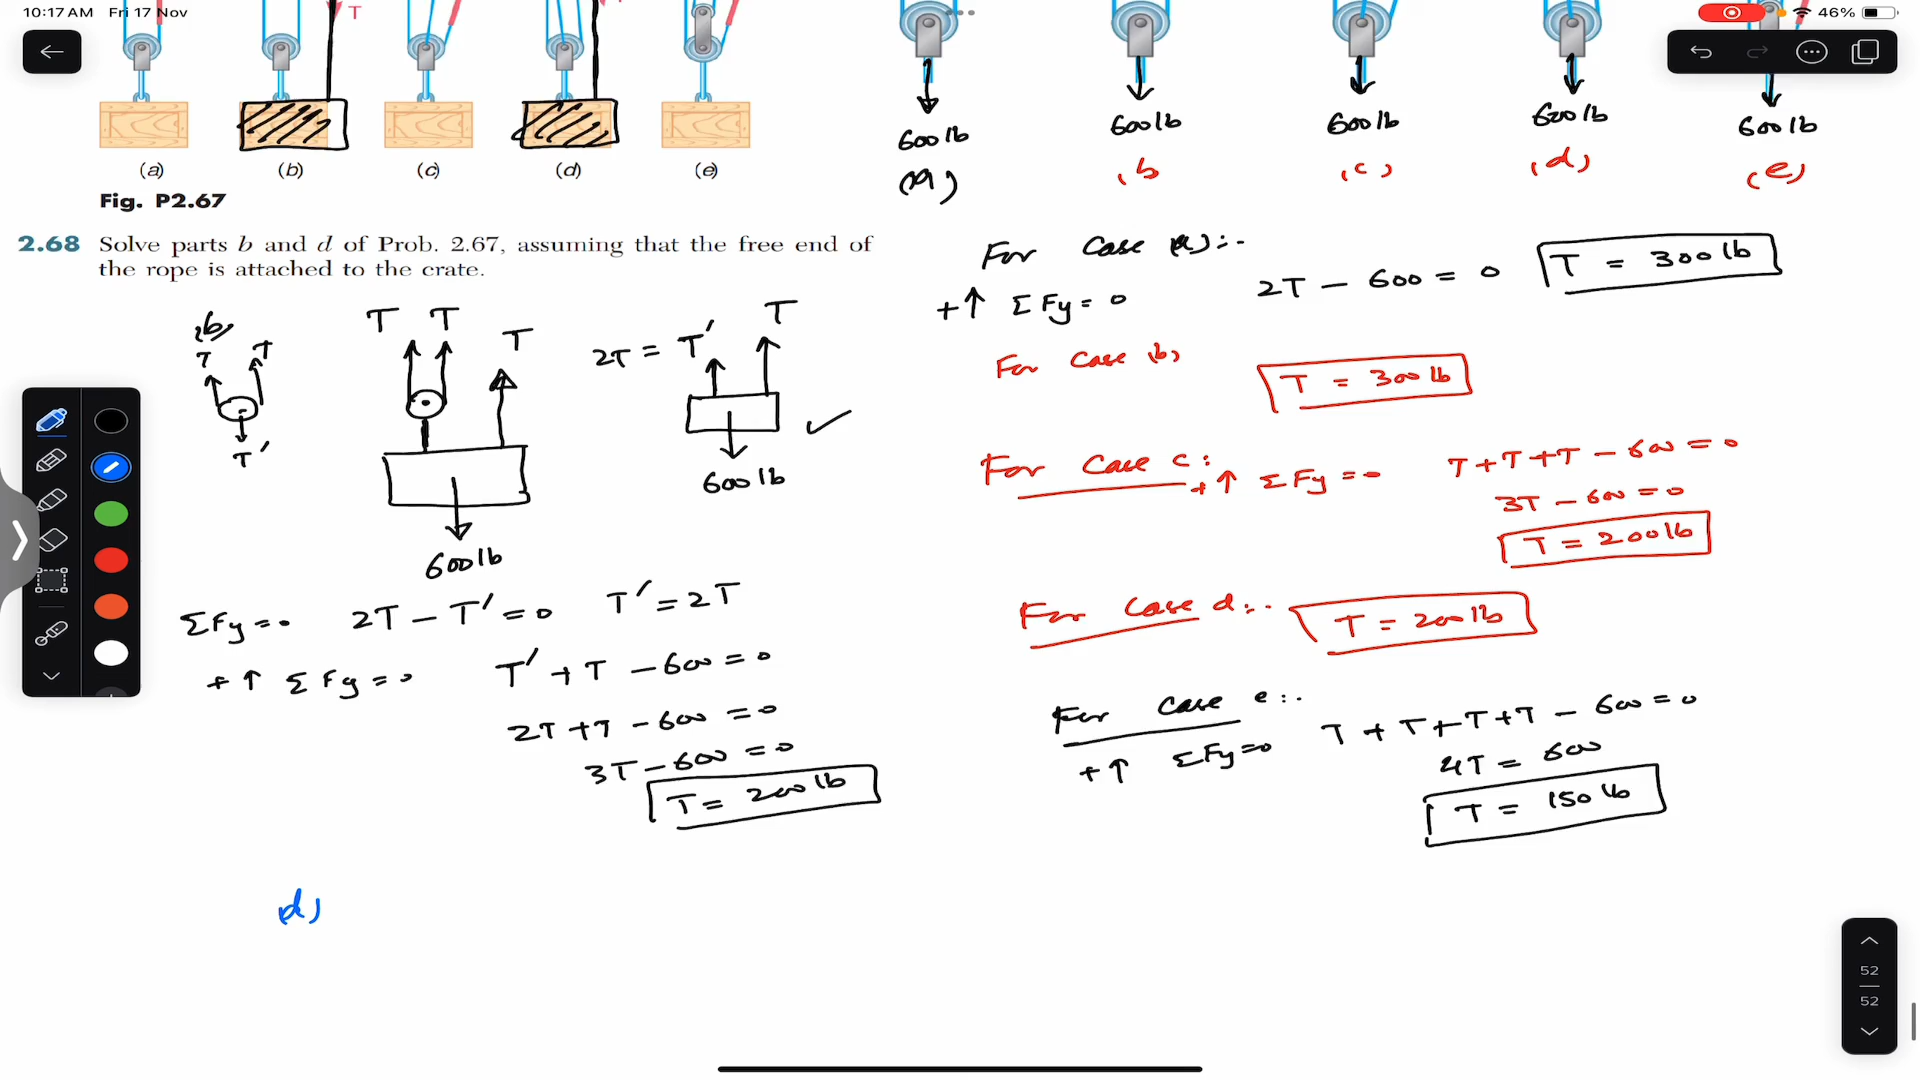 10:17 AM Fri 17 Nov
46%
T
(a) (b) (c) (d) (e)
Fig. P2.67
600 lb 600 lb 600 lb 600 lb 600 lb
(a) (b) (c) (d) (e)
2.68 Solve parts b and d of Prob. 2.67, assuming that the free end of
the rope is attached to the crate.
(b)
T T
T'
T T T
600 lb
2T = T' T
600 lb
ΣFy = 0 2T - T' = 0 T' = 2T
+↑ ΣFy = 0 T' + T - 600 = 0
2T + T - 600 = 0
3T - 600 = 0
T = 200 lb
(d)
For Case (a):-
+↑ ΣFy = 0 2T - 600 = 0 T = 300 lb
For Case (b)
T = 300 lb
For Case c:
+↑ ΣFy = 0 T + T + T - 600 = 0
3T - 600 = 0
T = 200 lb
For Case d:- T = 200 lb
For Case e:-
+↑ ΣFy = 0 T + T + T + T - 600 = 0
4T = 600
T = 150 lb
52
52